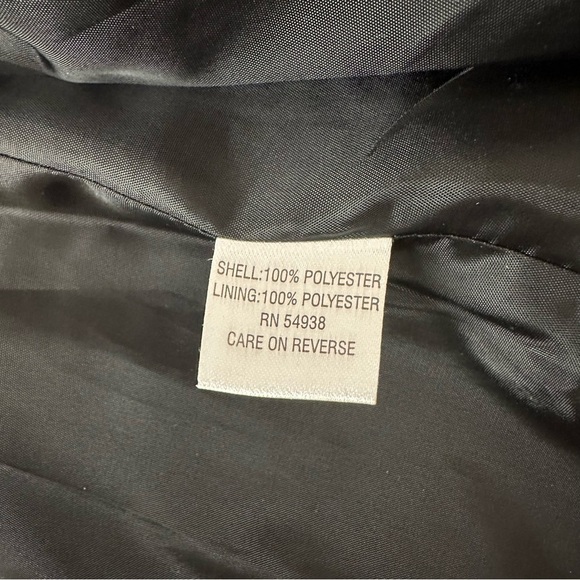 SHELL:100% POLYESTER
LINING:100% POLYESTER
RN 54938
CARE ON REVERSE